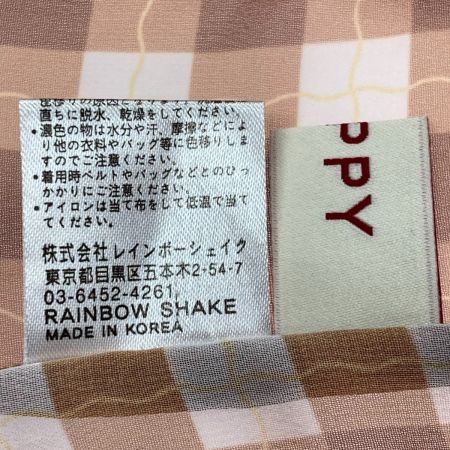 直ちに脱水、乾燥をしてください。
・濃色の物は水分や汗、摩擦などによ
り他の衣料やバッグ等に色移りしま
すのでご注意ください。
・着用時ベルトやバッグなどとのひっ
かかりにご注意ください。
・アイロンは当て布をして低温で当て
てください。
株式会社レインボーシェイク
東京都目黒区五本木2-54-7
03-6452-4261
RAINBOW SHAKE
MADE IN KOREA
PPY